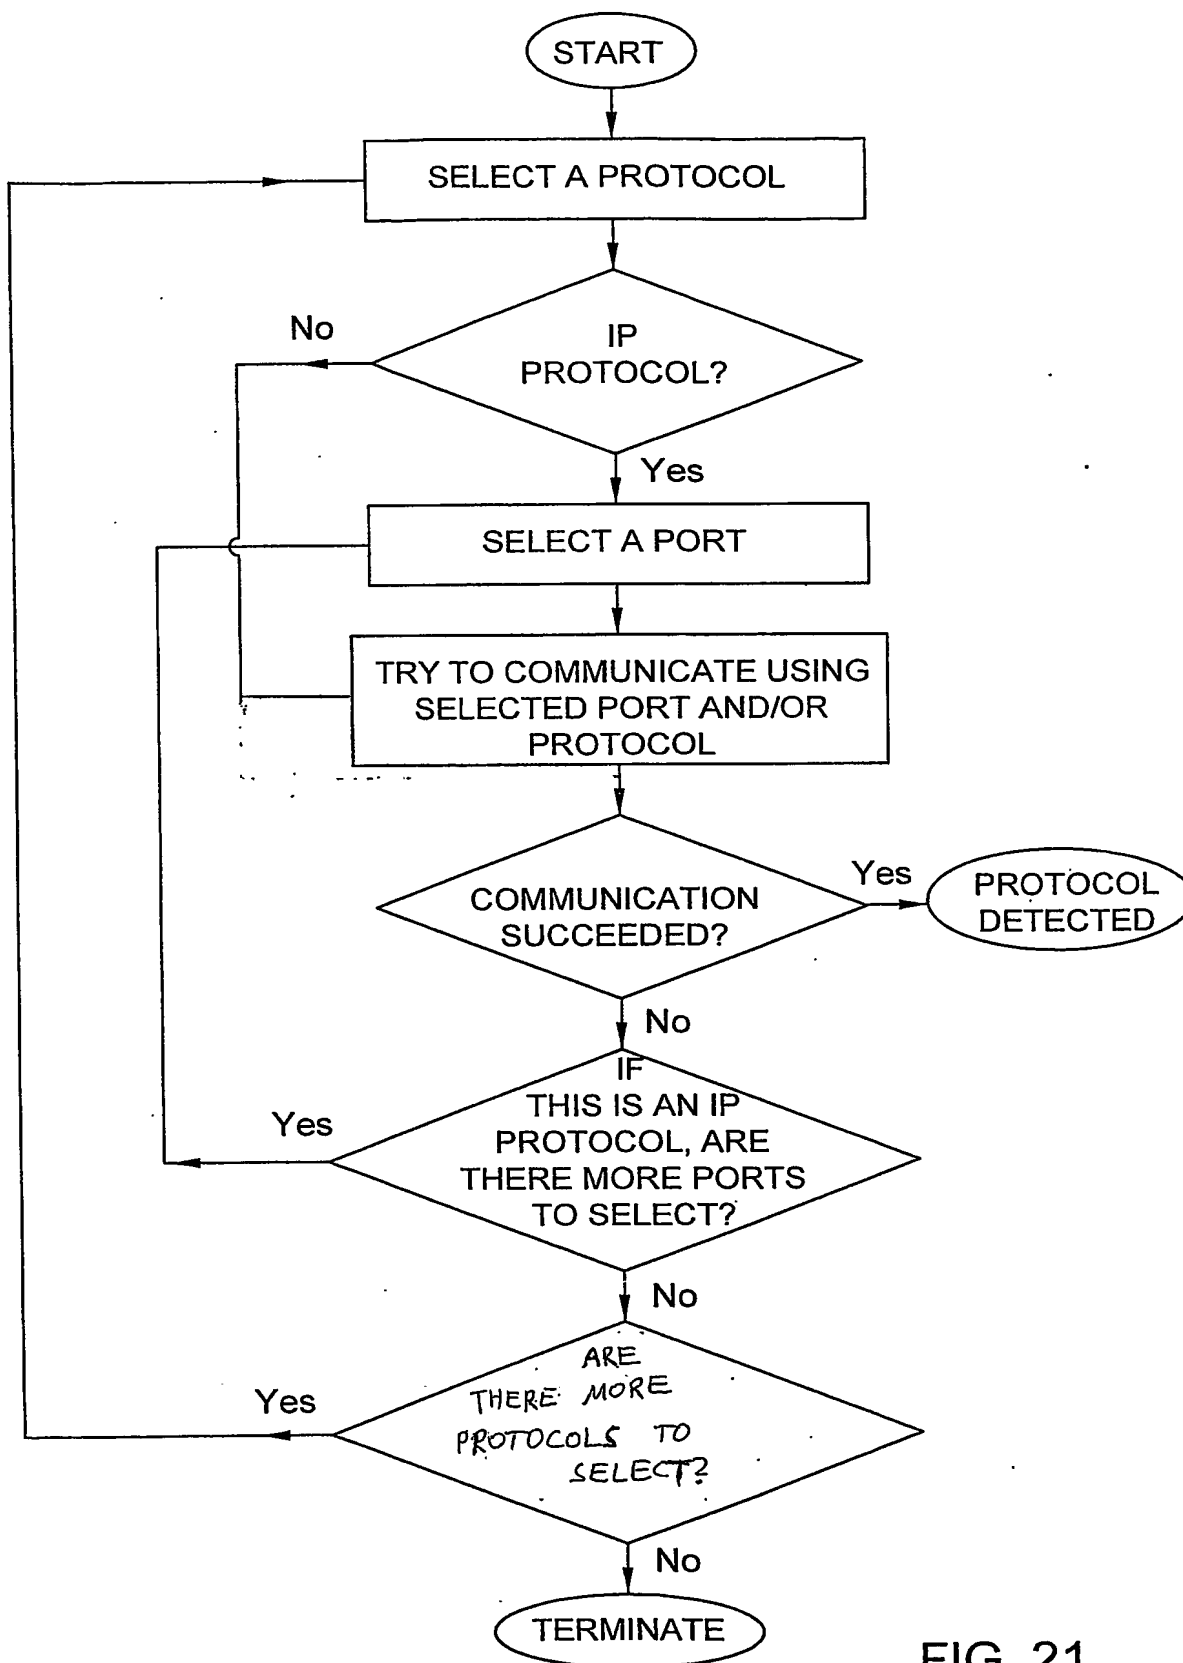 START
SELECT A PROTOCOL
No
IP
PROTOCOL?
Yes
SELECT A PORT
TRY TO COMMUNICATE USING
SELECTED PORT AND/OR
PROTOCOL
COMMUNICATION
SUCCEEDED?
Yes
PROTOCOL
DETECTED
No
IF
THIS IS AN IP
PROTOCOL, ARE
THERE MORE PORTS
TO SELECT?
Yes
No
ARE
THERE MORE
PROTOCOLS TO
SELECT?
Yes
No
TERMINATE
FIG. 21